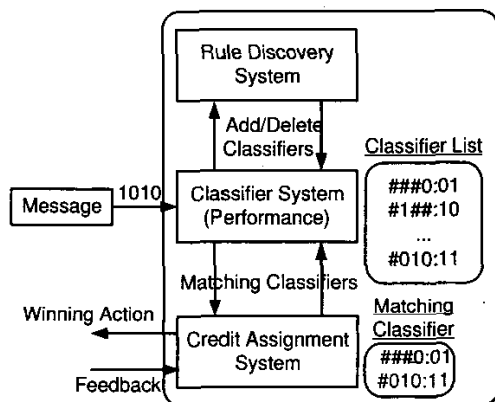 Rule Discovery
System
Add/Delete
Classifiers
Classifier List
###0:01
#1##:10
...
#010:11
Message
1010
Classifier System
(Performance)
Matching Classifiers
Matching
Classifier
###0:01
#010:11
Winning Action
Credit Assignment
System
Feedback